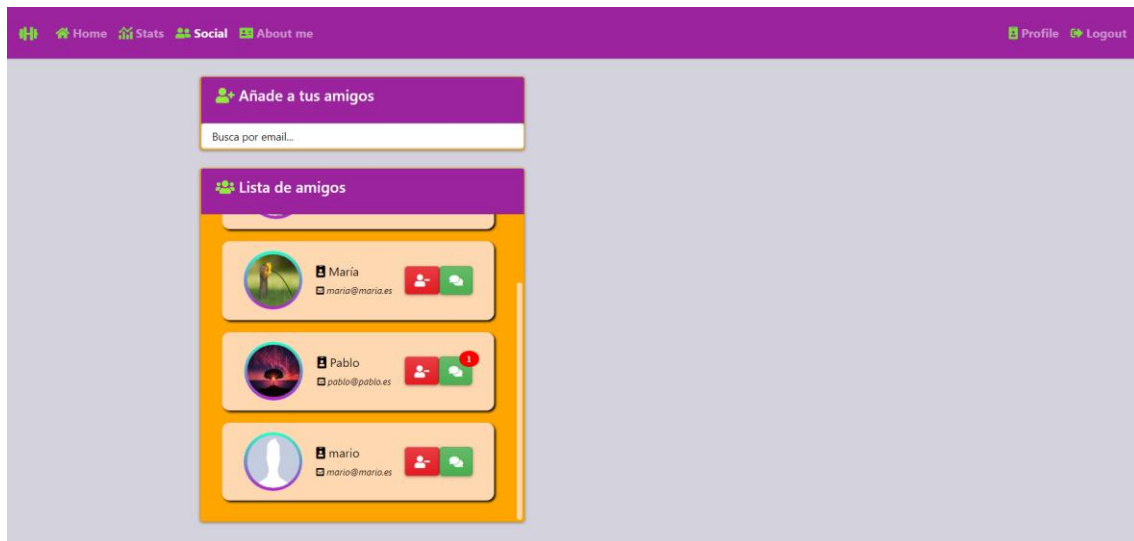 Home Stats Social About me Profile Logout
Añade a tus amigos
Busca por email...
Lista de amigos
María
maria@maria.es
Pablo
1
pablo@pablo.es
mario
mario@mario.es